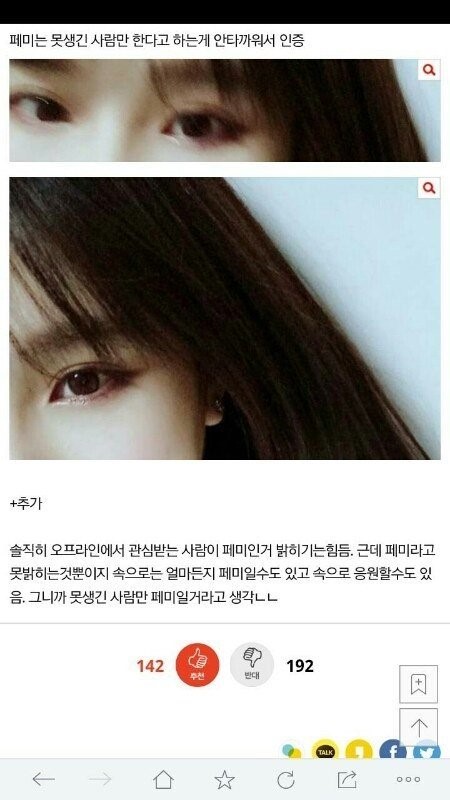 페미는 못생긴 사람만 한다고 하는게 안타까워서 인증
+추가
솔직히 오프라인에서 관심받는 사람이 페미인거 밝히기는힘듬. 근데 페미라고
못밝히는것뿐이지 속으로는 얼마든지 페미일수도 있고 속으로 응원할수도 있
음. 그니까 못생긴 사람만 페미일거라고 생각ㄴㄴ
142 추천 반대 192
TALK